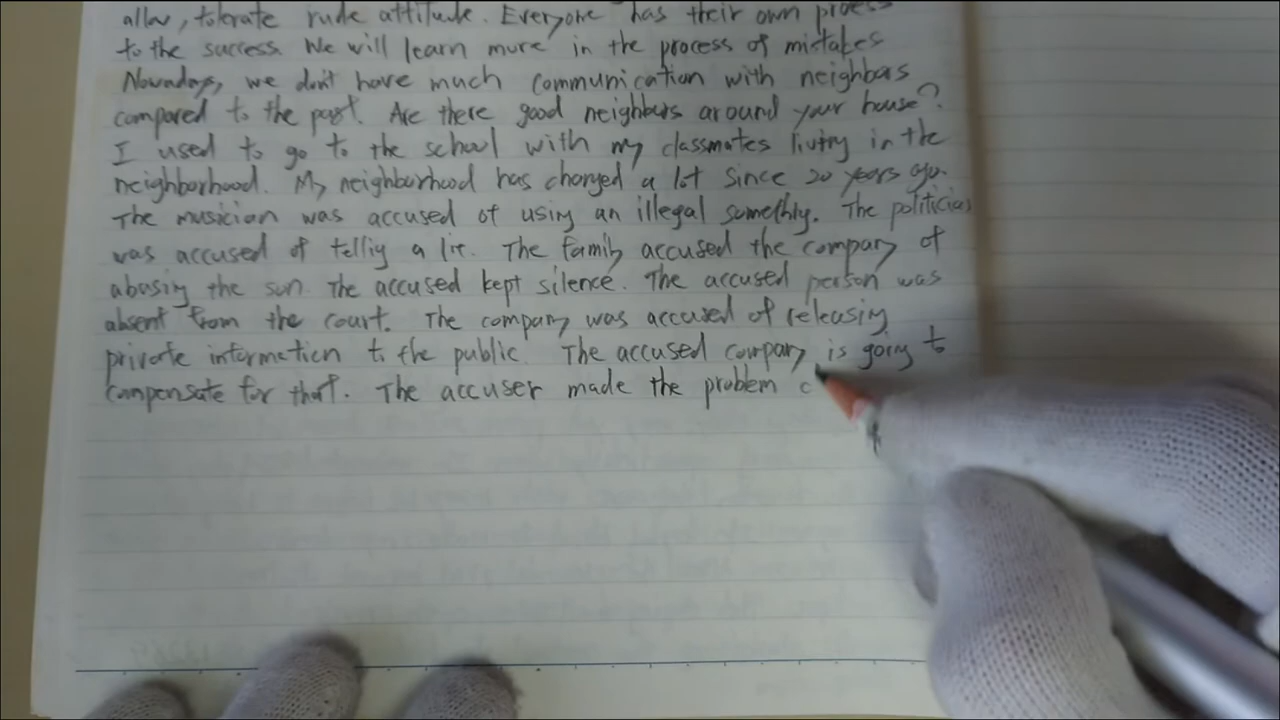 allow, tolerate rude attitude. Everyone has their own process
to the success. We will learn more in the process of mistakes
Nowadays, we don't have much communication with neighbors
compared to the past. Are there good neighbors around your house?
I used to go to the school with my classmates living in the
neighborhood. My neighborhood has changed a lot since 20 years ago.
The musician was accused of using an illegal something. The politician
was accused of telling a lie. The family accused the company of
abusing the son. The accused kept silence. The accused person was
absent from the court. The company was accused of releasing
private information to the public. The accused company is going to
compensate for that. The accuser made the problem c